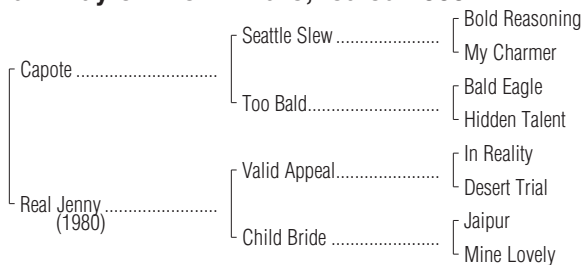 Bold Reasoning
Seattle Slew
My Charmer
Capote
Bald Eagle
Too Bald
Hidden Talent
In Reality
Valid Appeal
Desert Trial
Real Jenny
(1980)
Jaipur
Child Bride
Mine Lovely